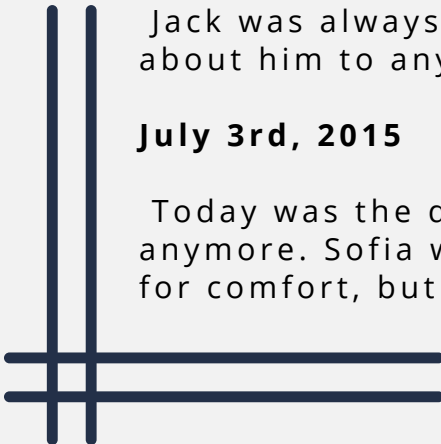 Jack was always
about him to any
July 3rd, 2015
Today was the d
anymore. Sofia w
for comfort, but